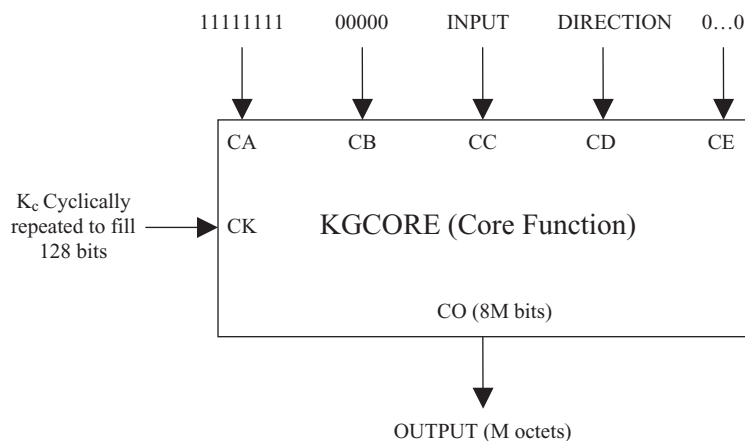 11111111 00000 INPUT DIRECTION 0…0
CA CB CC CD CE
K_c Cyclically
repeated to fill
128 bits
CK KGCORE (Core Function)
CO (8M bits)
OUTPUT (M octets)